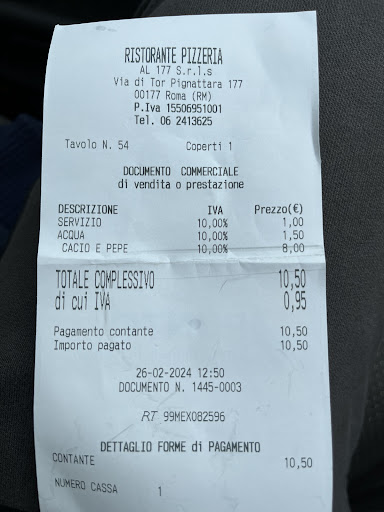 RISTORANTE PIZZERIA
AL 177 S.r.l.s
Via di Tor Pignattara 177
00177 Roma (RM)
P.Iva 15506951001
Tel. 06 2413625
Tavolo N. 54 Coperti 1
DOCUMENTO COMMERCIALE
di vendita o prestazione
DESCRIZIONE IVA Prezzo(€)
SERVIZIO 10,00% 1,00
ACQUA 10,00% 1,50
CACIO E PEPE 10,00% 8,00
TOTALE COMPLESSIVO 10,50
di cui IVA 0,95
Pagamento contante 10,50
Importo pagato 10,50
26-02-2024 12:50
DOCUMENTO N. 1445-0003
RT 99MEX082596
DETTAGLIO FORME di PAGAMENTO
CONTANTE 10,50
NUMERO CASSA 1